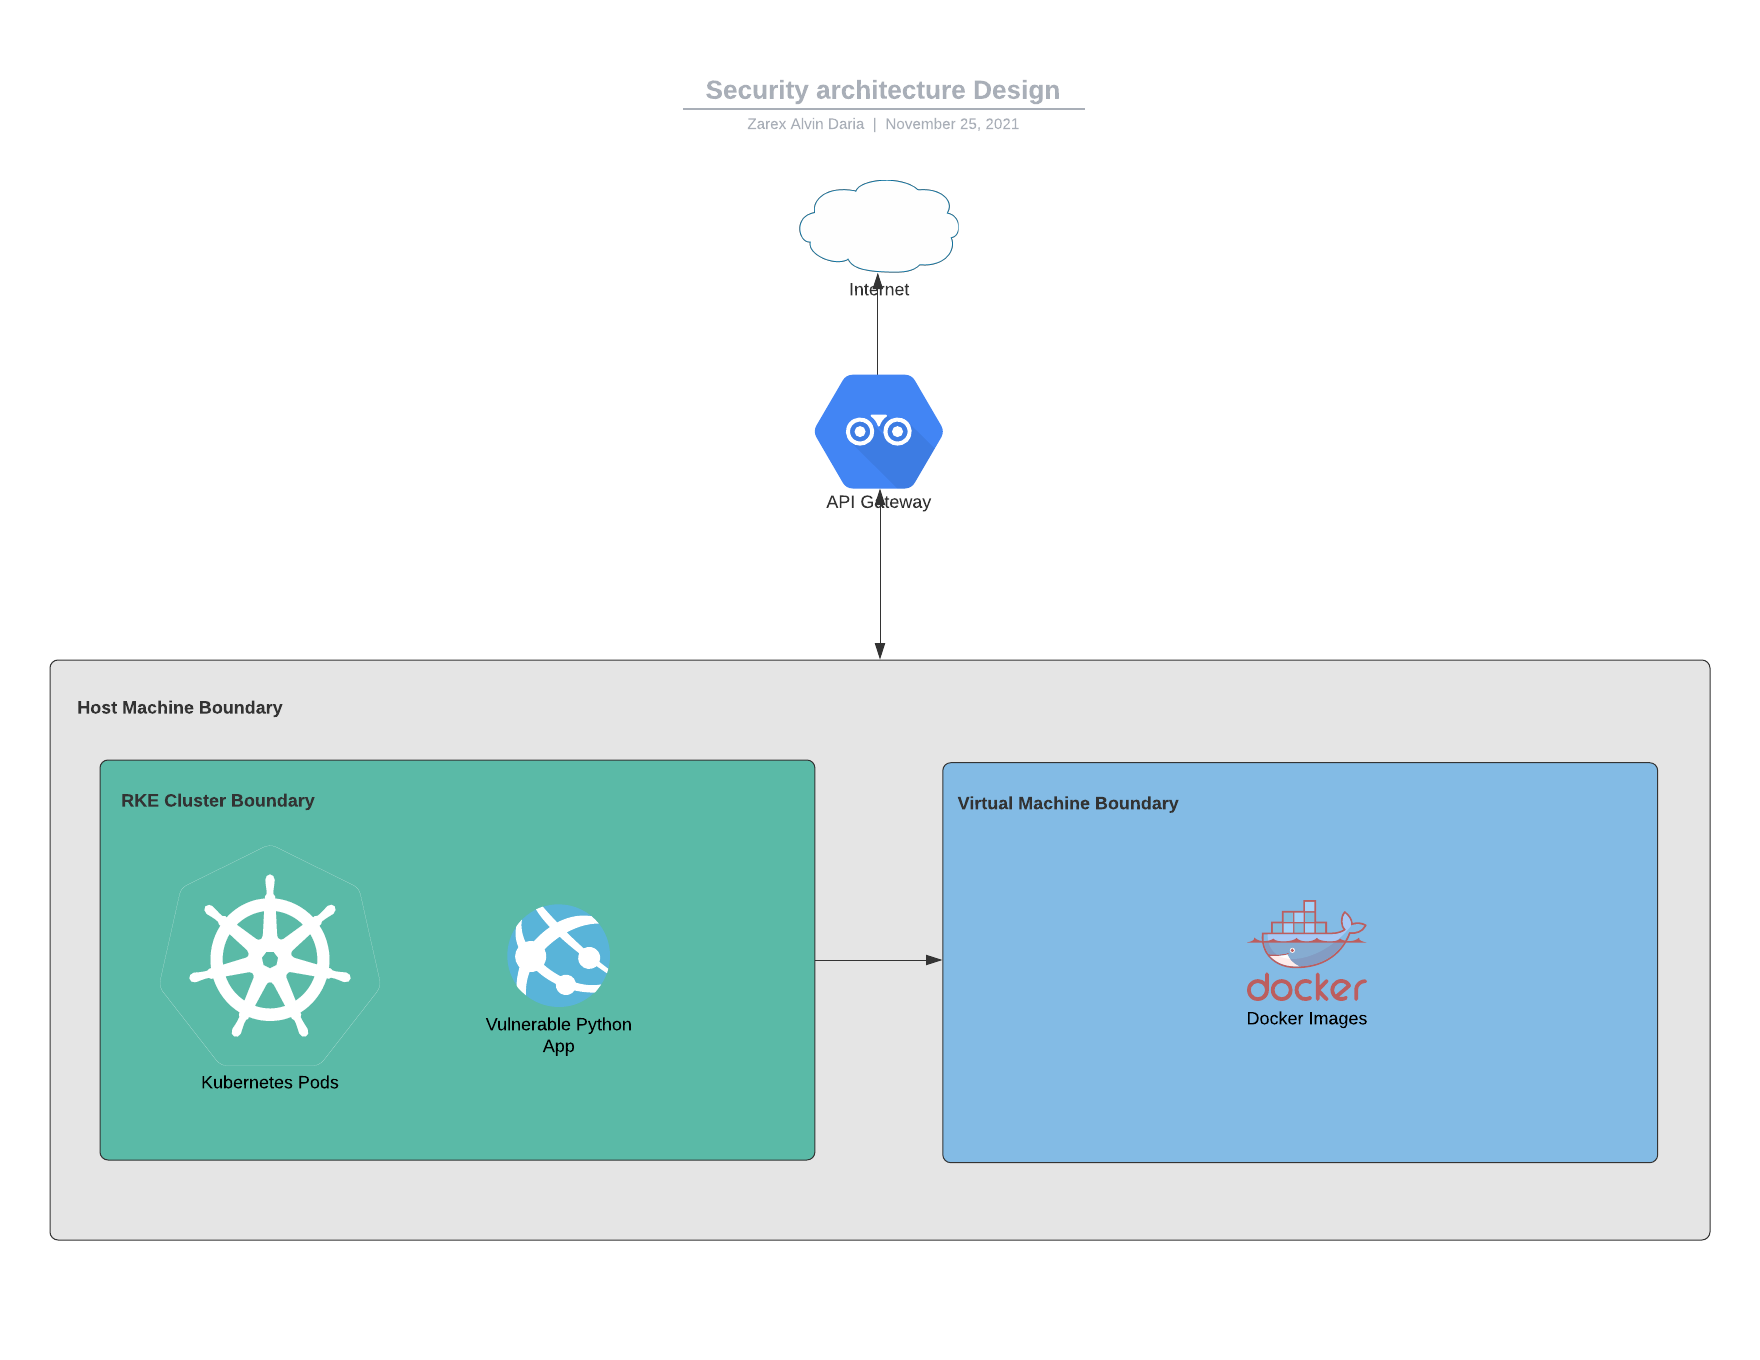 Security architecture Design
Zarex Alvin Daria | November 25, 2021
Internet
API Gateway
Host Machine Boundary
RKE Cluster Boundary
Virtual Machine Boundary
docker
Docker Images
Vulnerable Python
App
Kubernetes Pods